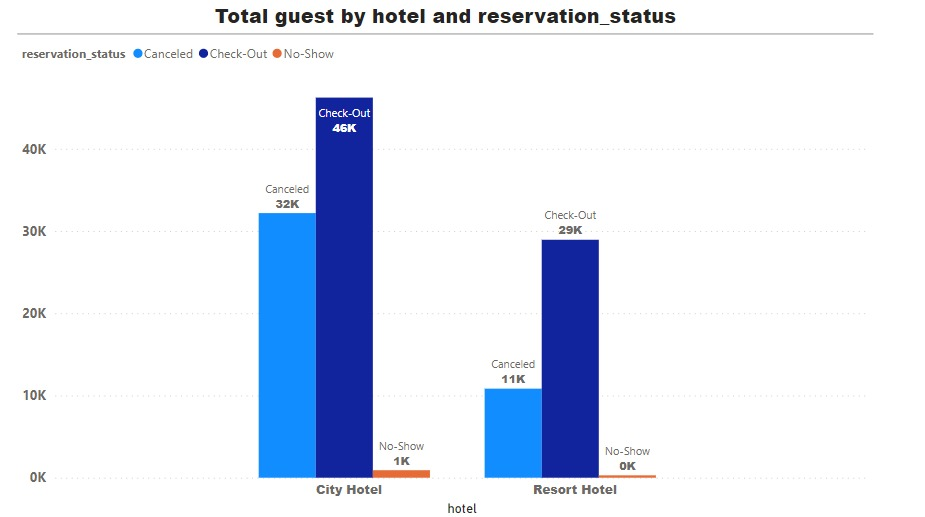 Total guest by hotel and reservation_status
reservation_status Canceled Check-Out No-Show
40K
30K
20K
10K
0K
Canceled
32K
Check-Out
46K
No-Show
1K
Canceled
11K
Check-Out
29K
No-Show
0K
City Hotel
Resort Hotel
hotel